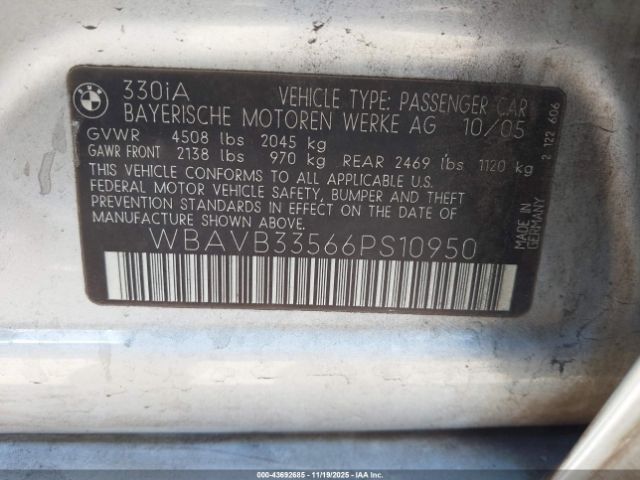 330iA VEHICLE TYPE: PASSENGER CAR
BAYERISCHE MOTOREN WERKE AG 10/05
GVWR 4508 lbs 2045 kg
GAWR FRONT 2138 lbs 970 kg REAR 2469 lbs 1120 kg
THIS VEHICLE CONFORMS TO ALL APPLICABLE U.S.
FEDERAL MOTOR VEHICLE SAFETY, BUMPER AND THEFT
PREVENTION STANDARDS IN EFFECT ON THE DATE OF
MANUFACTURE SHOWN ABOVE.
WBAVB33566PS10950
2 122 606
MADE IN
GERMANY
000-43692685 - 11/19/2025 - IAA Inc.